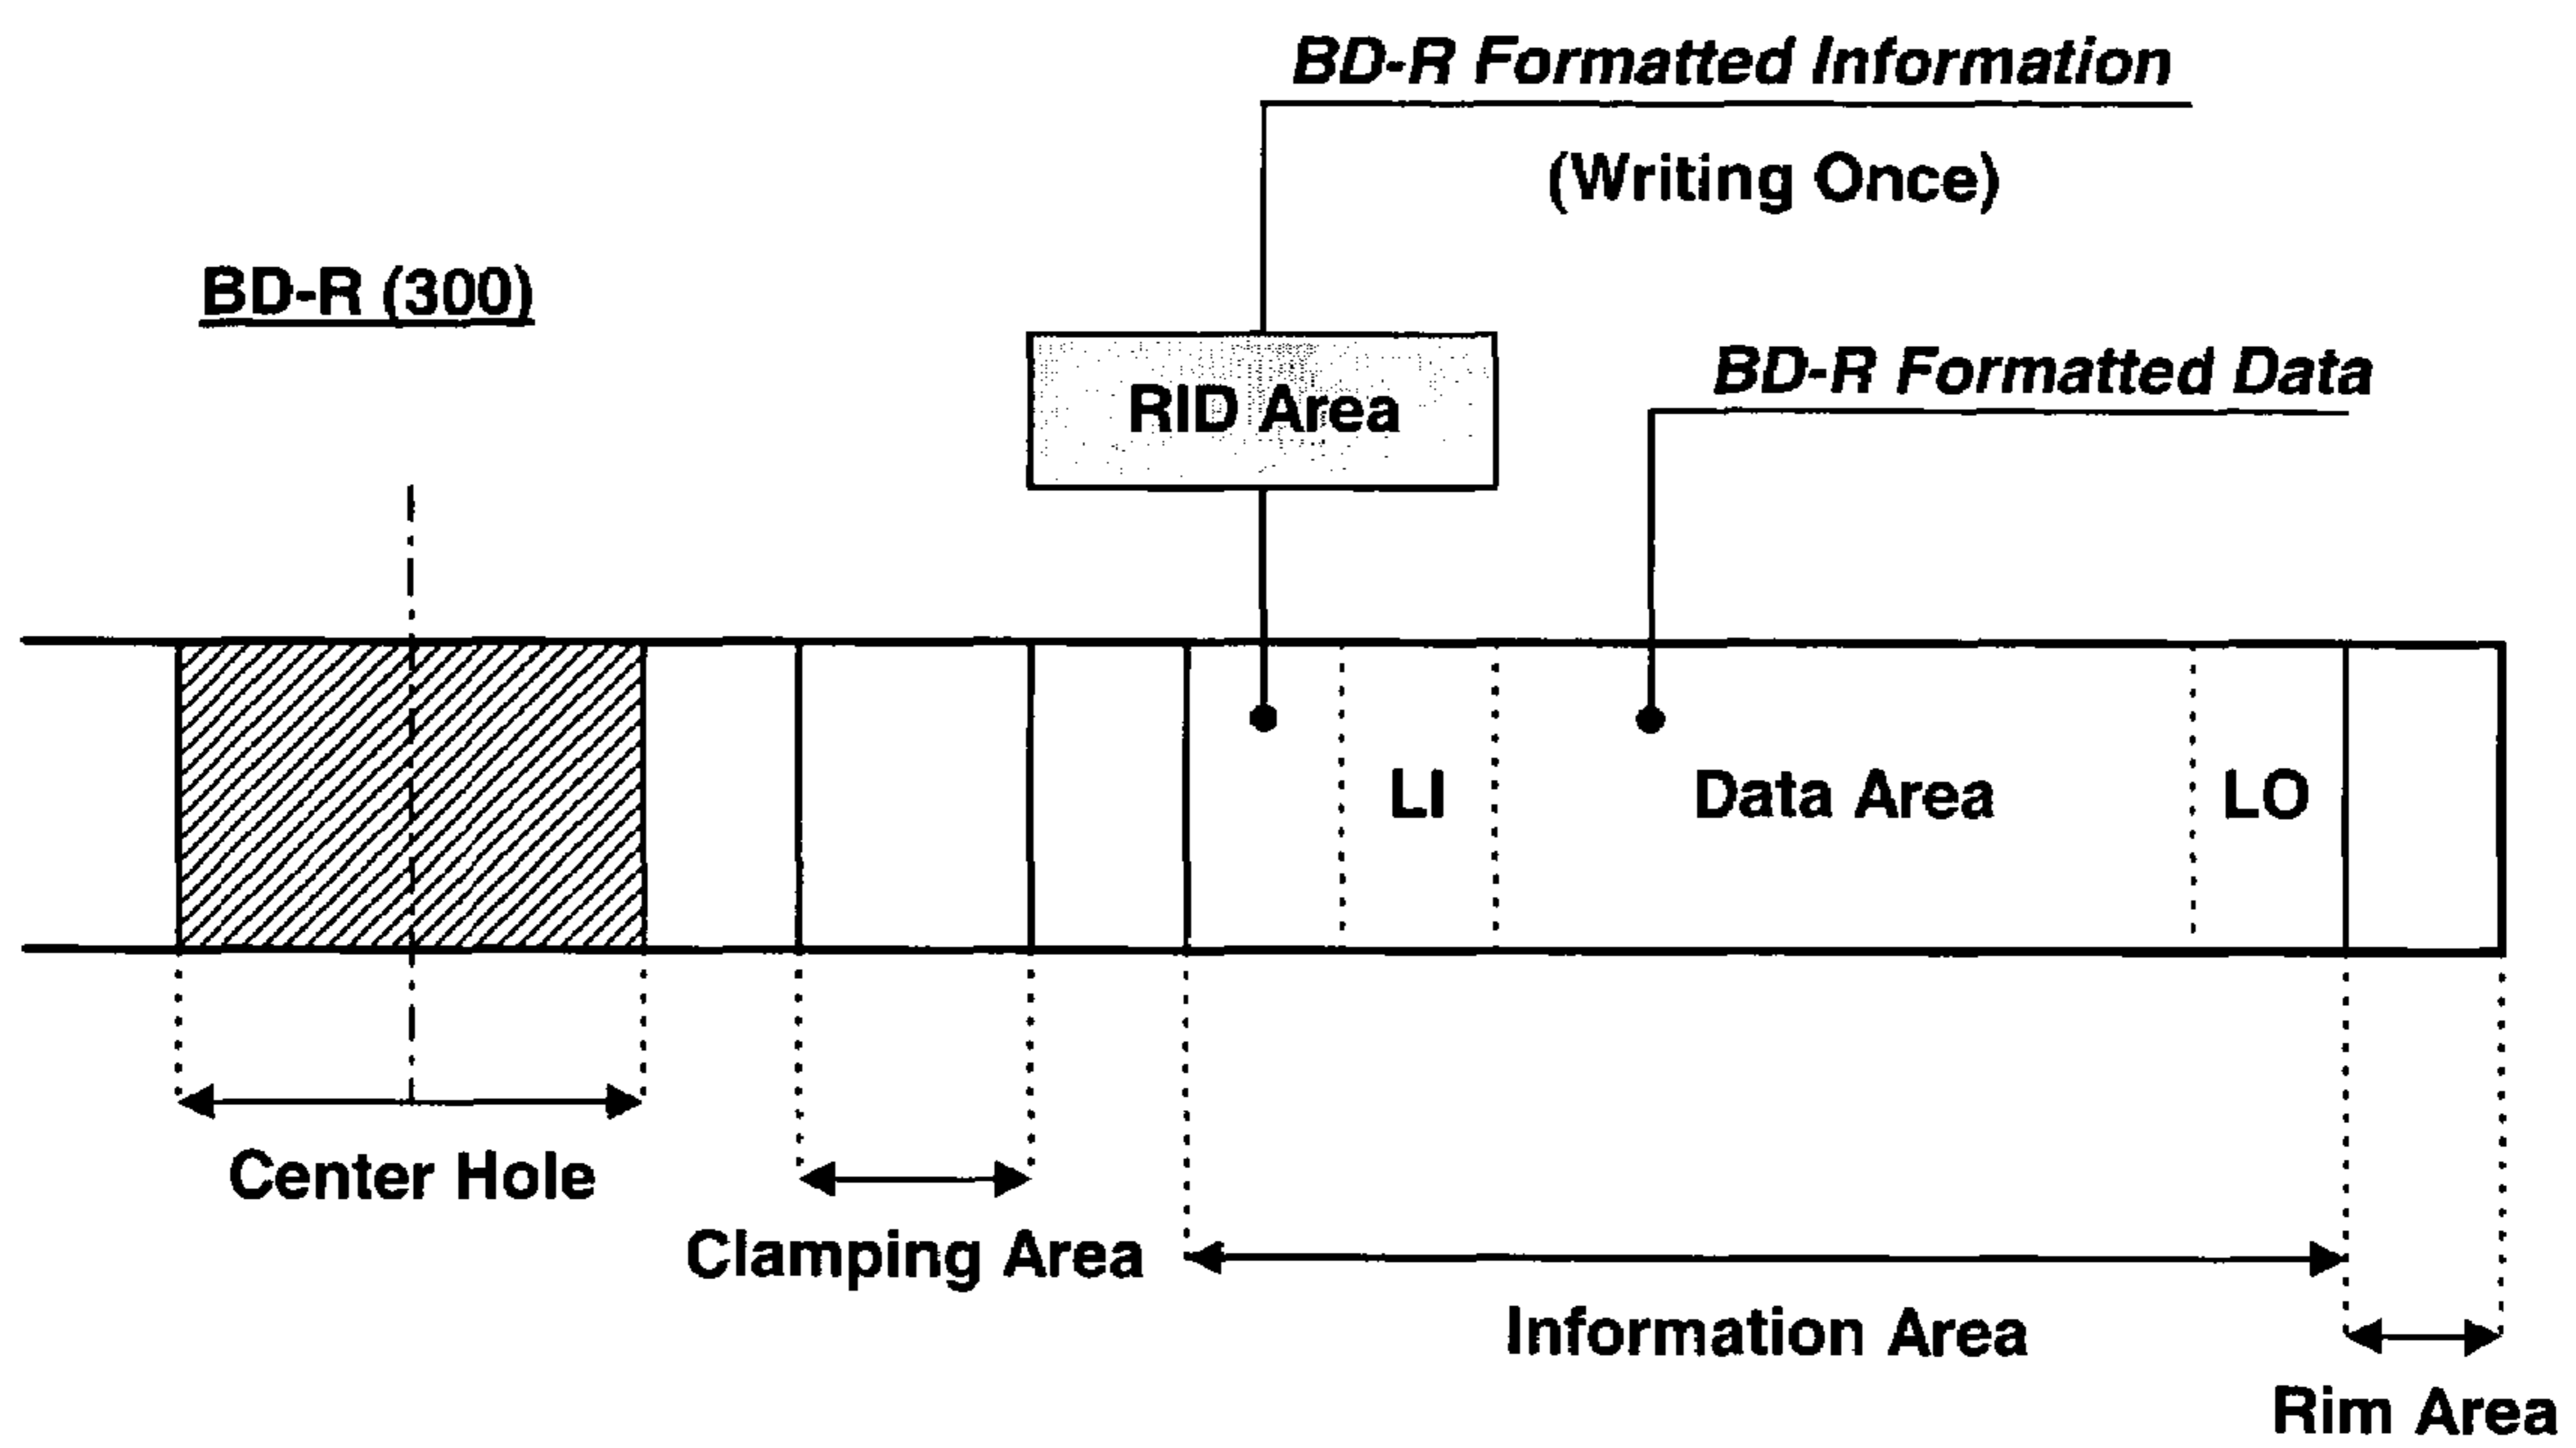 BD-R Formatted Information
(Writing Once)
BD-R (300)
BD-R Formatted Data
RID Area
LI
Data Area
LO
Center Hole
Clamping Area
Information Area
Rim Area